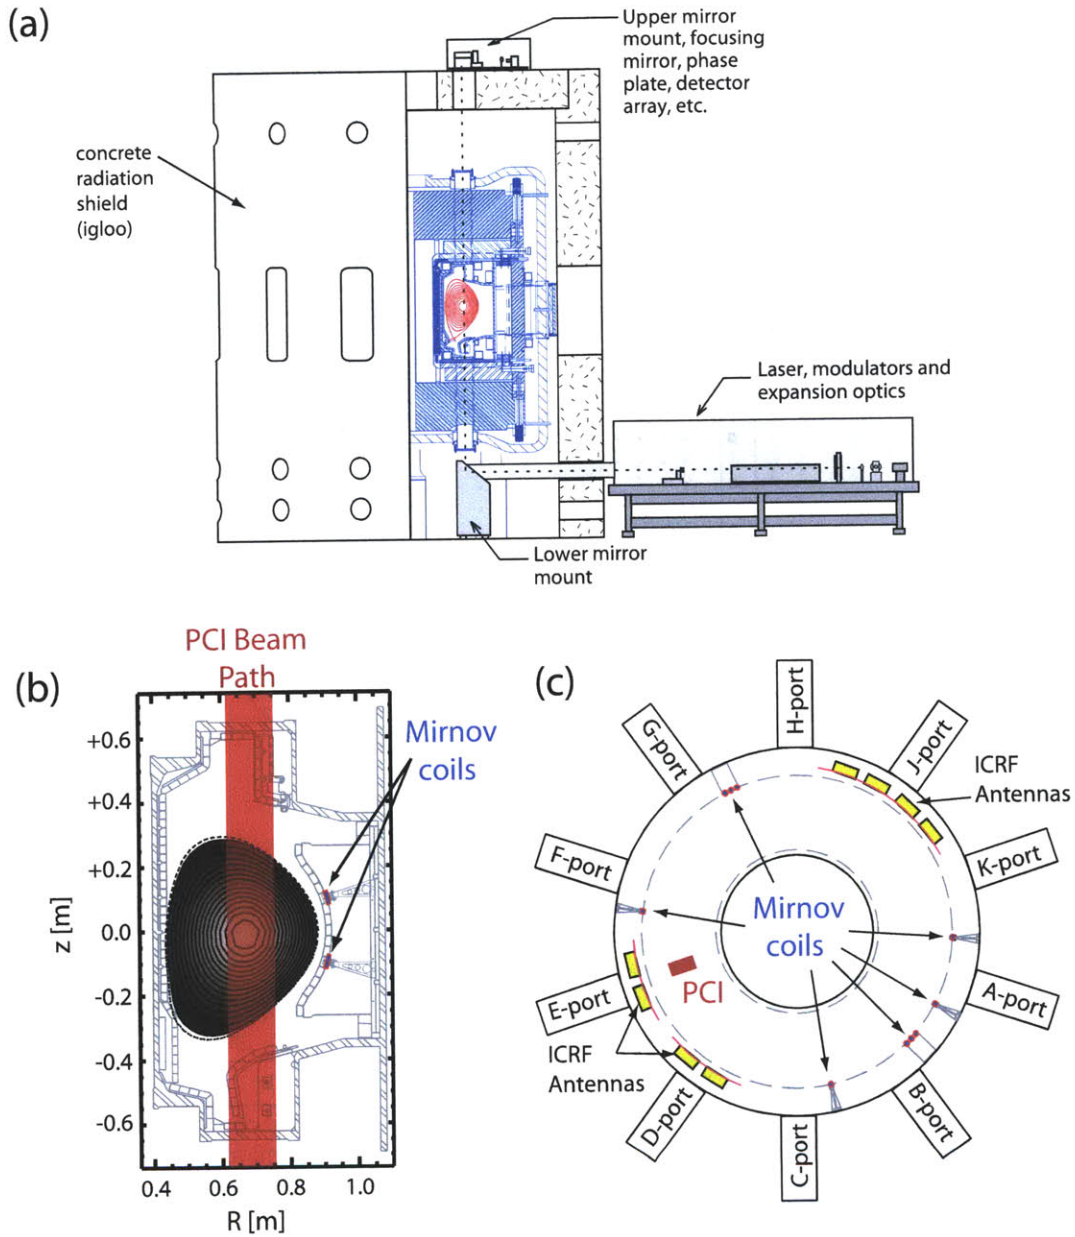 (a)
Upper mirror
mount, focusing
mirror, phase
plate, detector
array, etc.
concrete
radiation
shield
(igloo)
Laser, modulators and
expansion optics
Lower mirror
mount
(b)
PCI Beam
Path
Mirnov
coils
+0.6
+0.4
+0.2
0.0
-0.2
-0.4
-0.6
z [m]
0.4
0.6
0.8
1.0
R [m]
(c)
H-port
G-port
J-port
ICRF
Antennas
F-port
K-port
Mirnov
coils
PCI
E-port
A-port
ICRF
Antennas
D-port
B-port
C-port